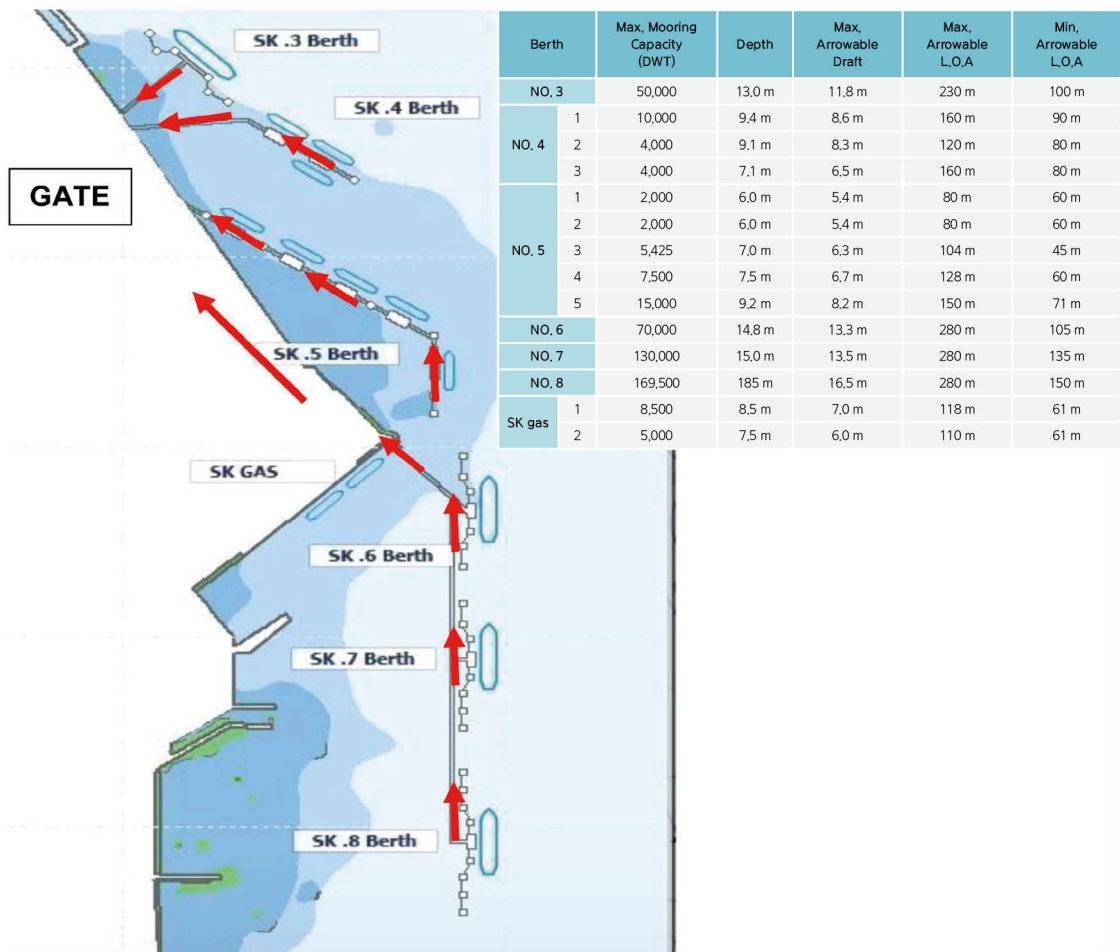 SK .3 Berth
SK .4 Berth
GATE
SK .5 Berth
SK GAS
SK .6 Berth
SK .7 Berth
SK .8 Berth
Berth
Max, Mooring
Capacity
(DWT)
Depth
Max,
Arrowable
Draft
Max,
Arrowable
L,O,A
Min,
Arrowable
L,O,A
NO, 3 50,000 13,0 m 11,8 m 230 m 100 m
NO, 4
1 10,000 9,4 m 8,6 m 160 m 90 m
2 4,000 9,1 m 8,3 m 120 m 80 m
3 4,000 7,1 m 6,5 m 160 m 80 m
NO, 5
1 2,000 6,0 m 5,4 m 80 m 60 m
2 2,000 6,0 m 5,4 m 80 m 60 m
3 5,425 7,0 m 6,3 m 104 m 45 m
4 7,500 7,5 m 6,7 m 128 m 60 m
5 15,000 9,2 m 8,2 m 150 m 71 m
NO, 6 70,000 14,8 m 13,3 m 280 m 105 m
NO, 7 130,000 15,0 m 13,5 m 280 m 135 m
NO, 8 169,500 185 m 16,5 m 280 m 150 m
SK gas
1 8,500 8,5 m 7,0 m 118 m 61 m
2 5,000 7,5 m 6,0 m 110 m 61 m